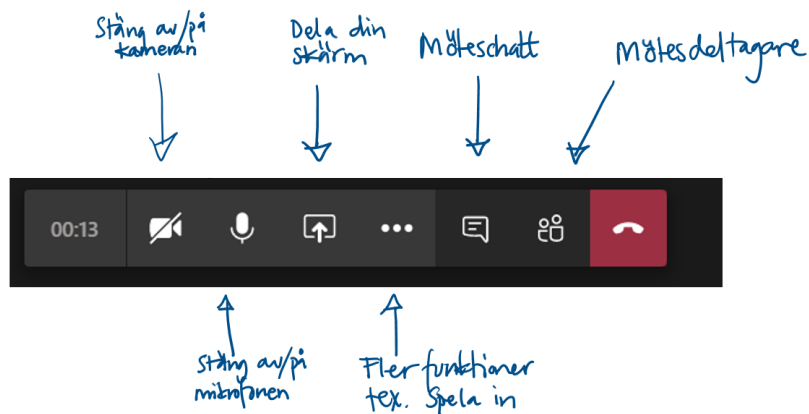 Stäng av/på
kameran
Dela din
skärm
Möteschatt
Mötesdeltagare
00:13
Stäng av/på
mikrofonen
Fler funktioner
tex. Spela in